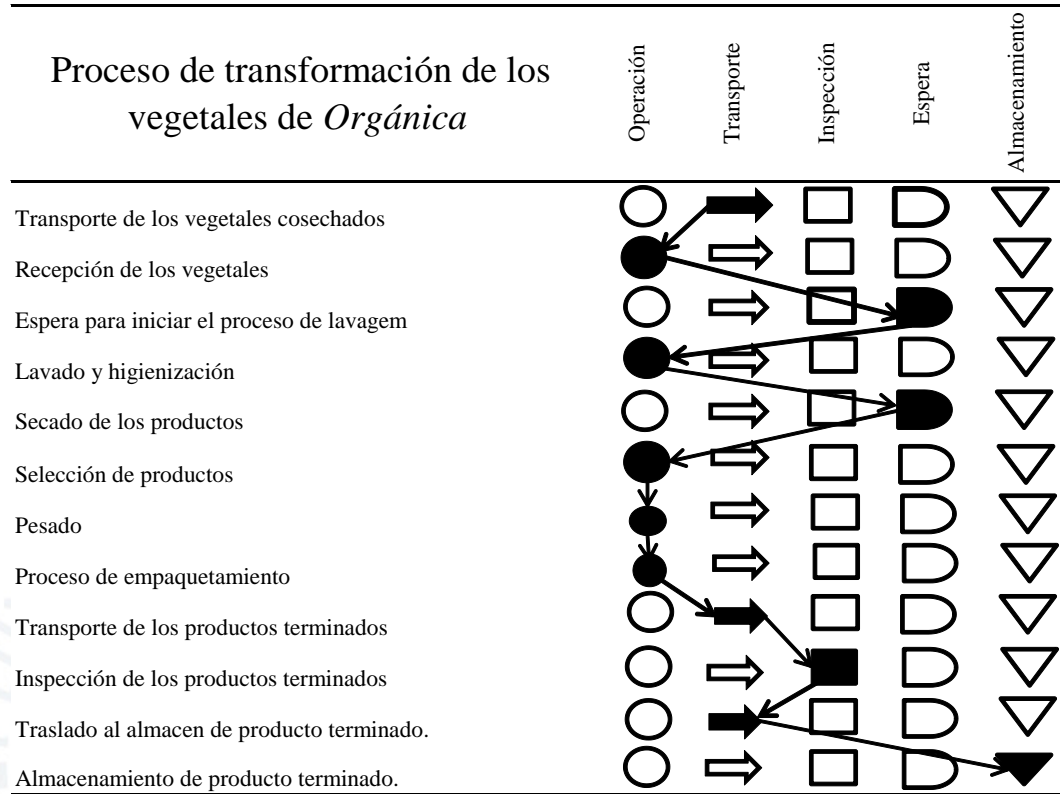 Proceso de transformación de los
vegetales de Orgánica
Operación
Transporte
Inspección
Espera
Almacenamiento
Transporte de los vegetales cosechados
Recepción de los vegetales
Espera para iniciar el proceso de lavagem
Lavado y higienización
Secado de los productos
Selección de productos
Pesado
Proceso de empaquetamiento
Transporte de los productos terminados
Inspección de los productos terminados
Traslado al almacen de producto terminado.
Almacenamiento de producto terminado.